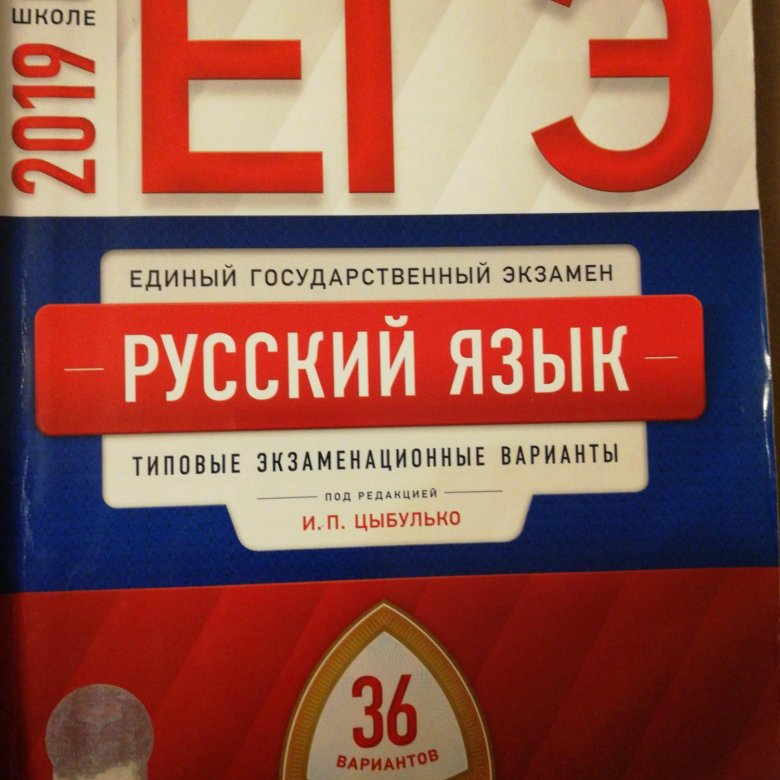 ШКОЛЕ
2019
ЕГЭ
ЕДИНЫЙ ГОСУДАРСТВЕННЫЙ ЭКЗАМЕН
РУССКИЙ ЯЗЫК
ТИПОВЫЕ ЭКЗАМЕНАЦИОННЫЕ ВАРИАНТЫ
ПОД РЕДАКЦИЕЙ
И. П. ЦЫБУЛЬКО
36
ВАРИАНТОВ